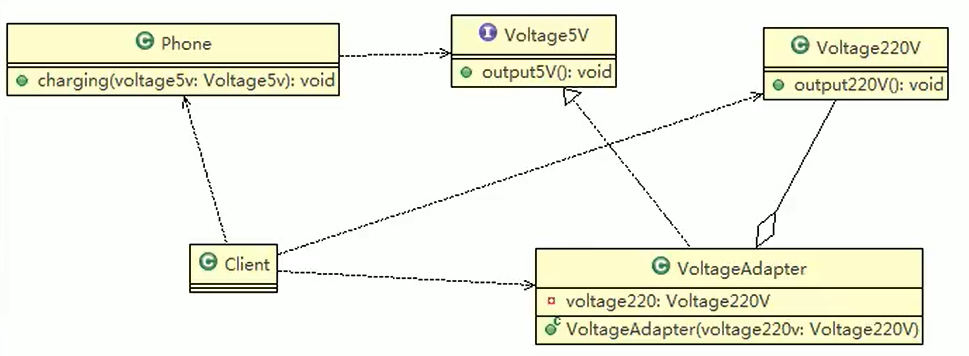 Phone
charging(voltage5v: Voltage5v): void
Voltage5V
output5V(): void
Voltage220V
output220V(): void
Client
VoltageAdapter
voltage220: Voltage220V
VoltageAdapter(voltage220v: Voltage220V)